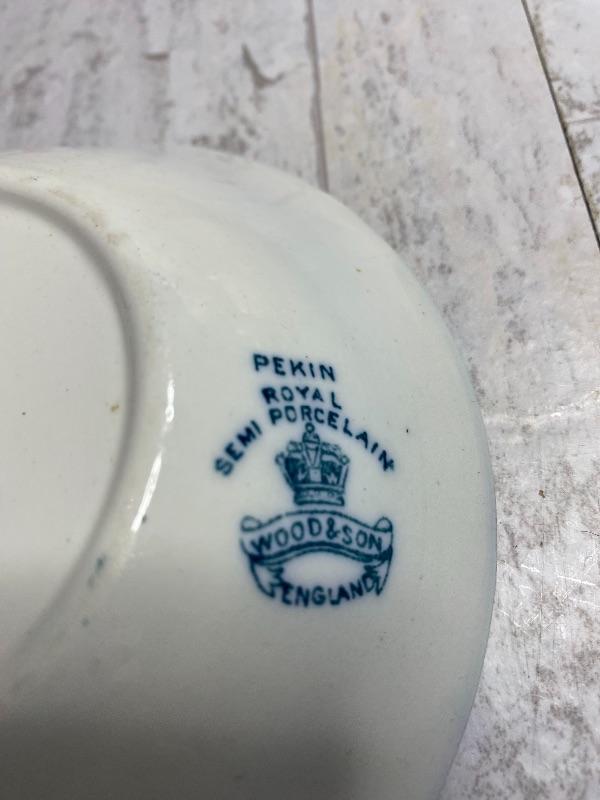 PEKIN
ROYAL
SEMI PORCELAIN
WOOD & SON
ENGLAND